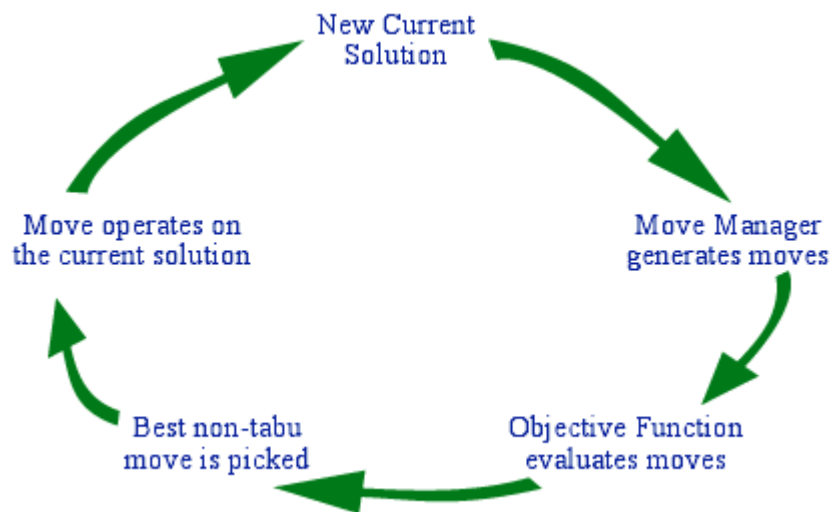 New Current
Solution
Move Manager
generates moves
Objective Function
evaluates moves
Best non-tabu
move is picked
Move operates on
the current solution